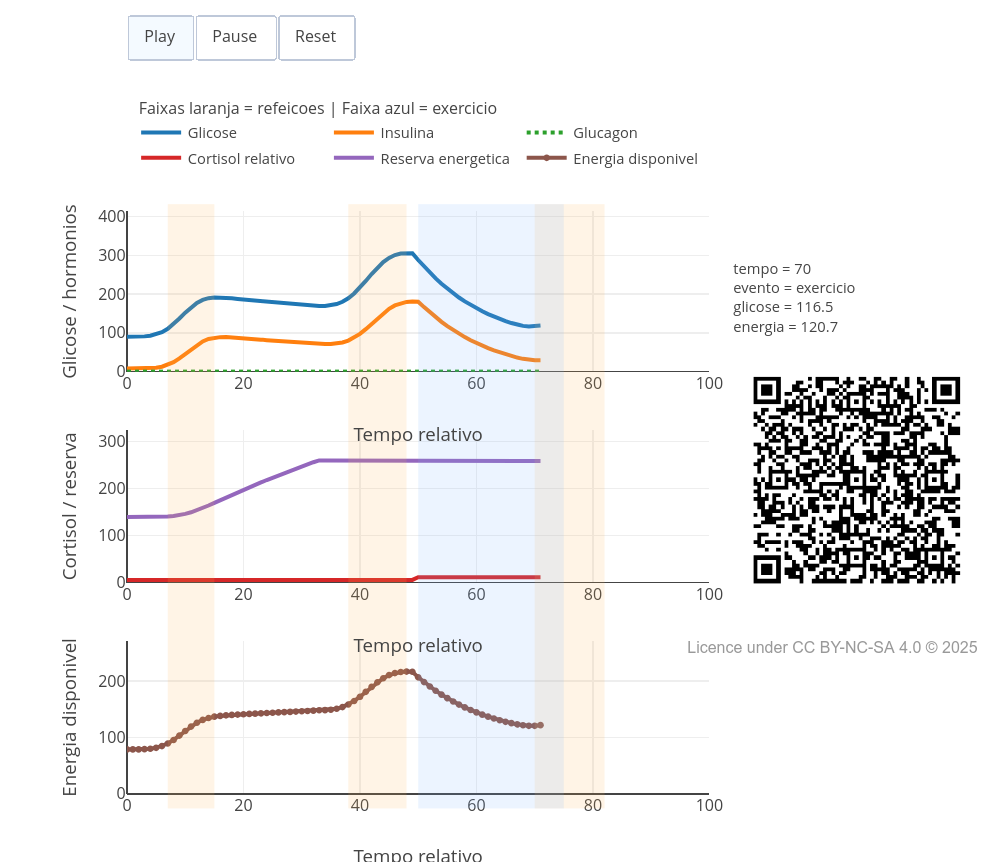 Play Pause Reset
Faixas laranja = refeicoes | Faixa azul = exercicio
Glicose Insulina Glucagon
Cortisol relativo Reserva energetica Energia disponivel
Glicose / hormonios
400
300
200
100
0
0 20 40 60 80 100
Tempo relativo
tempo = 70
evento = exercicio
glicose = 116.5
energia = 120.7
Cortisol / reserva
300
200
100
0
0 20 40 60 80 100
Tempo relativo
Licence under CC BY-NC-SA 4.0 © 2025
Energia disponivel
200
100
0
0 20 40 60 80 100
Tempo relativo